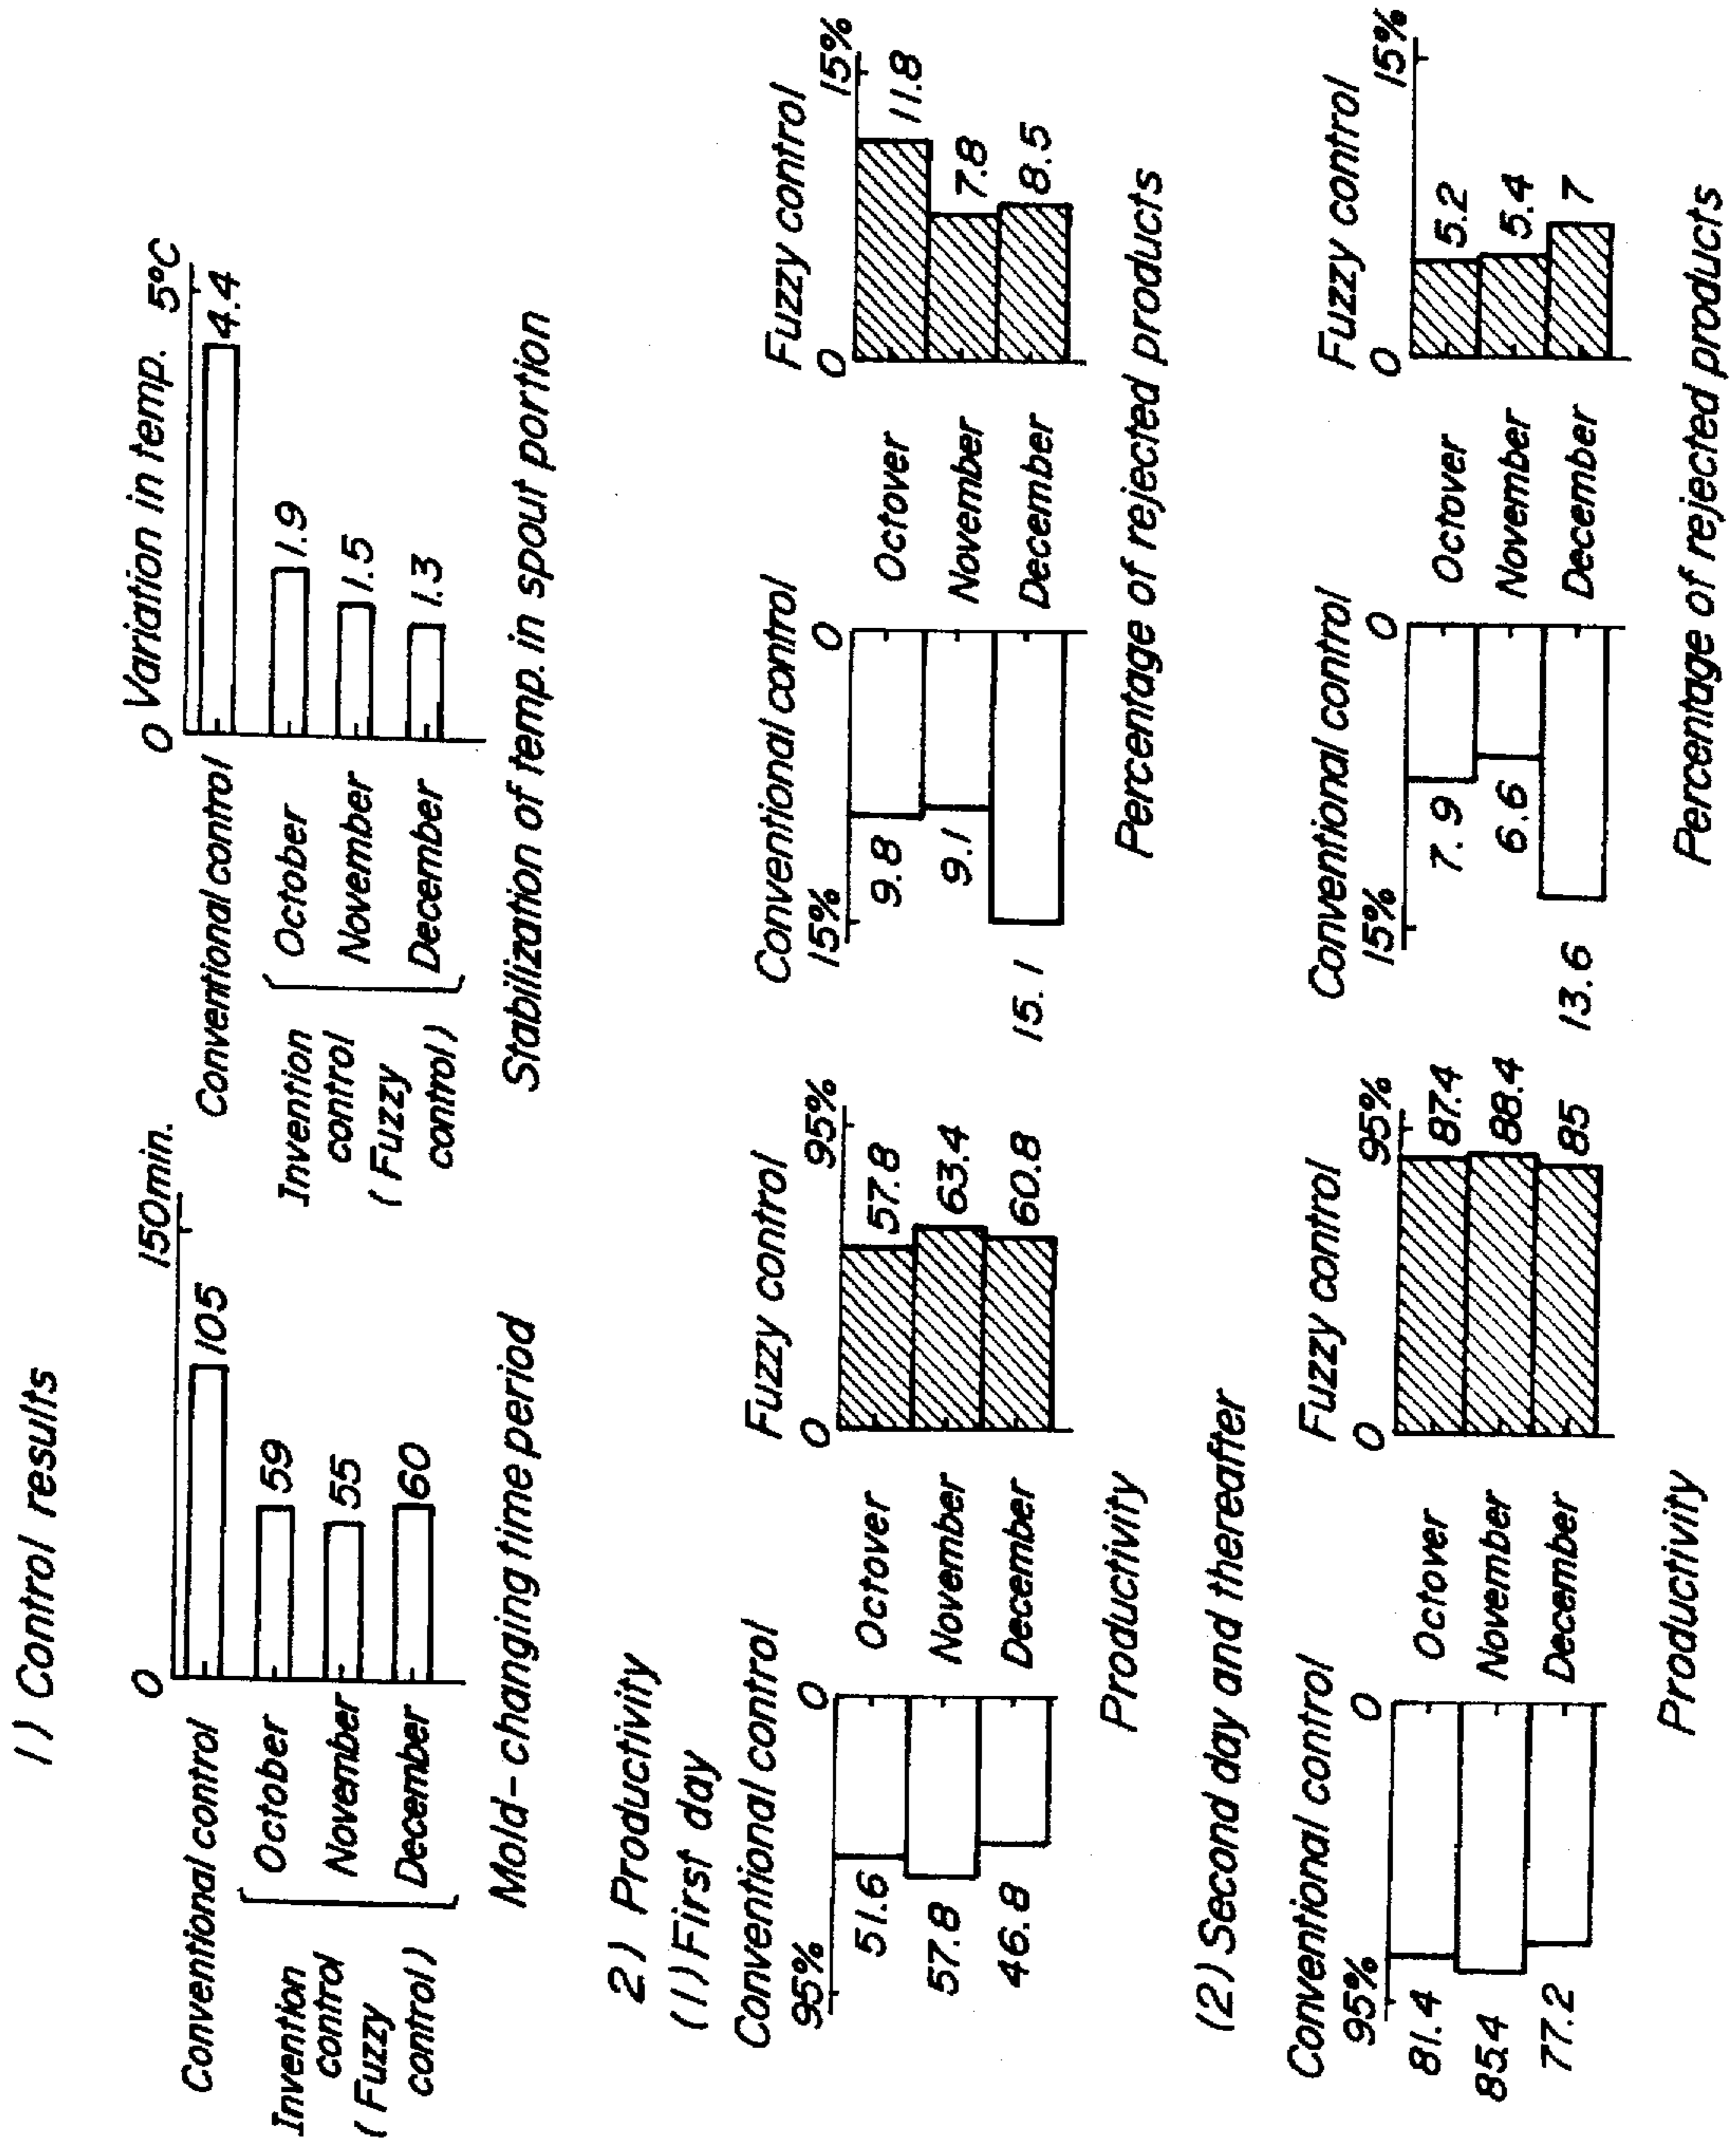 1) Control results
0 150min.
Conventional control 105
Invention control (Fuzzy control)
October 59
November 55
December 60
Mold-changing time period
0 Variation in temp. 5°C
Conventional control 4.4
Invention control (Fuzzy control)
October 1.9
November 1.5
December 1.3
Stabilization of temp. in spout portion
2) Productivity
(1) First day
Conventional control Fuzzy control
95% 0 0 95%
51.6 Octover 57.8
57.8 November 63.4
46.8 December 60.8
Productivity
Conventional control Fuzzy control
15% 0 0 15%
9.8 Octover 11.8
9.1 November 7.8
15.1 December 8.5
Percentage of rejected products
(2) Second day and thereafter
Conventional control Fuzzy control
95% 0 0 95%
81.4 Octover 87.4
85.4 November 88.4
77.2 December 85
Productivity
Conventional control Fuzzy control
15% 0 0 15%
7.9 Octover 5.2
6.6 November 5.4
13.6 December 7
Percentage of rejected products